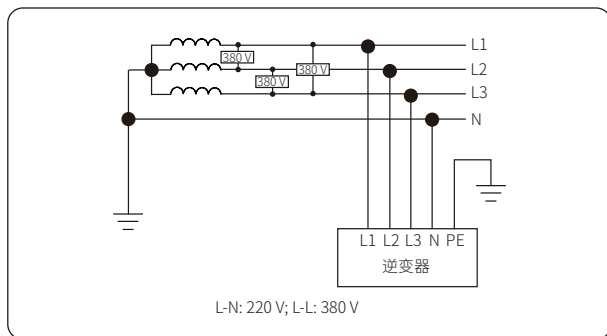 L1
380 V
L2
380 V
380 V
L3
N
L1 L2 L3 N PE
逆变器
L-N: 220 V; L-L: 380 V